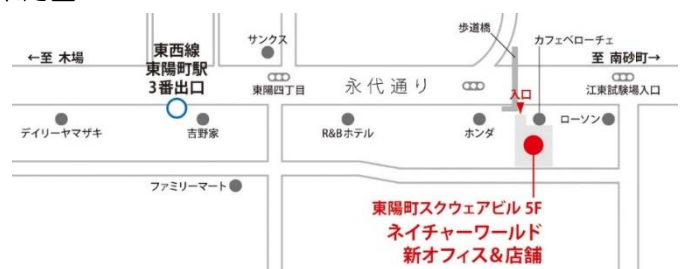 サンクス
歩道橋
カフェベローチェ
←至 木場
東西線
東陽町駅
3番出口
東陽四丁目
永代通り
入口
至 南砂町→
江東試験場入口
デイリーヤマザキ
吉野家
R&Bホテル
ホンダ
ローソン
ファミリーマート
東陽町スクウェアビル 5F
ネイチャーワールド
新オフィス&店舗